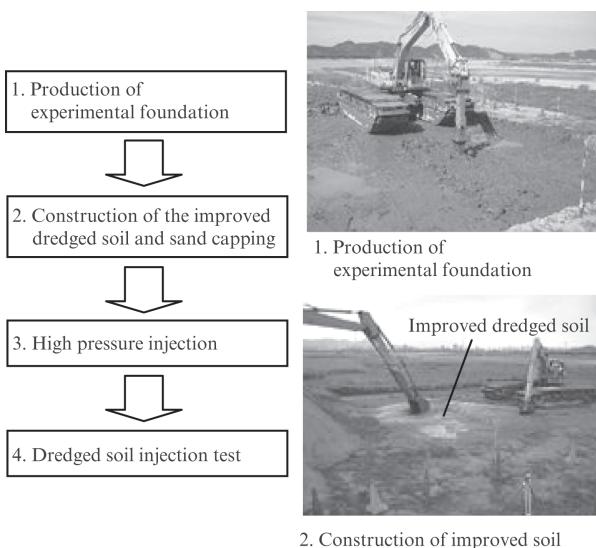 1. Production of
experimental foundation
2. Construction of the improved
dredged soil and sand capping
3. High pressure injection
4. Dredged soil injection test
1. Production of
experimental foundation
Improved dredged soil
2. Construction of improved soil